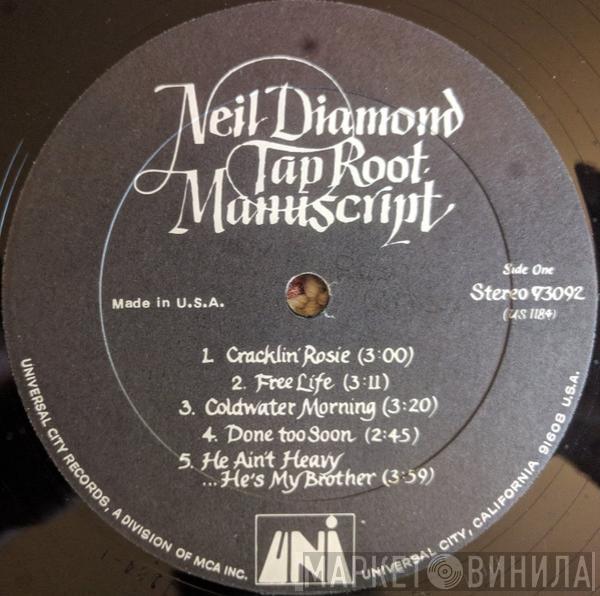 Neil Diamond
Tap Root
Manuscript
Side One
Made in U.S.A.
Stereo 73092
(US 1184)
1. Cracklin' Rosie (3:00)
2. Free Life (3:11)
3. Coldwater Morning (3:20)
4. Done too Soon (2:45)
5. He Ain't Heavy
...He's My Brother (3:59)
UNIVERSAL CITY RECORDS, A DIVISION OF MCA INC.
UNI
UNIVERSAL CITY, CALIFORNIA 91608 U.S.A.
МАРКЕТ ВИНИЛА